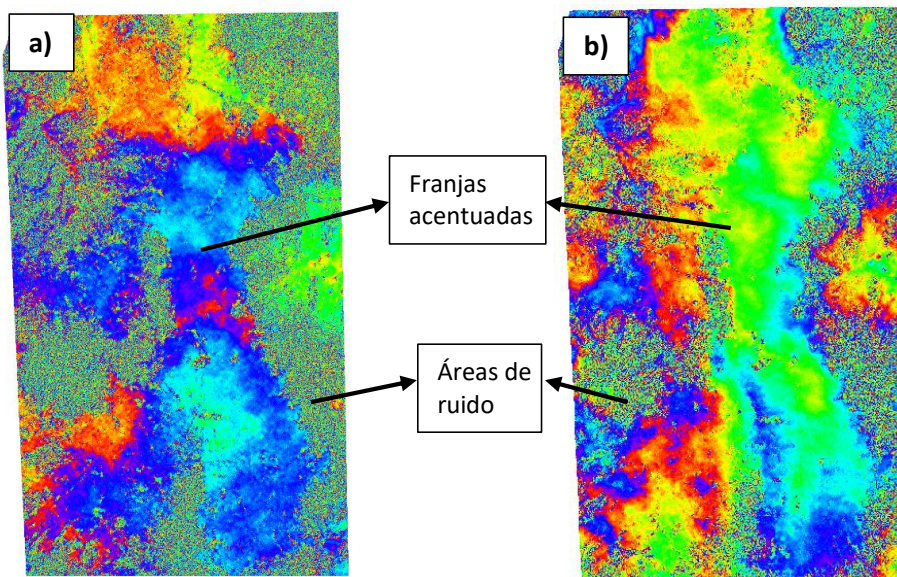 a)
b)
Franjas
acentuadas
Áreas de
ruido